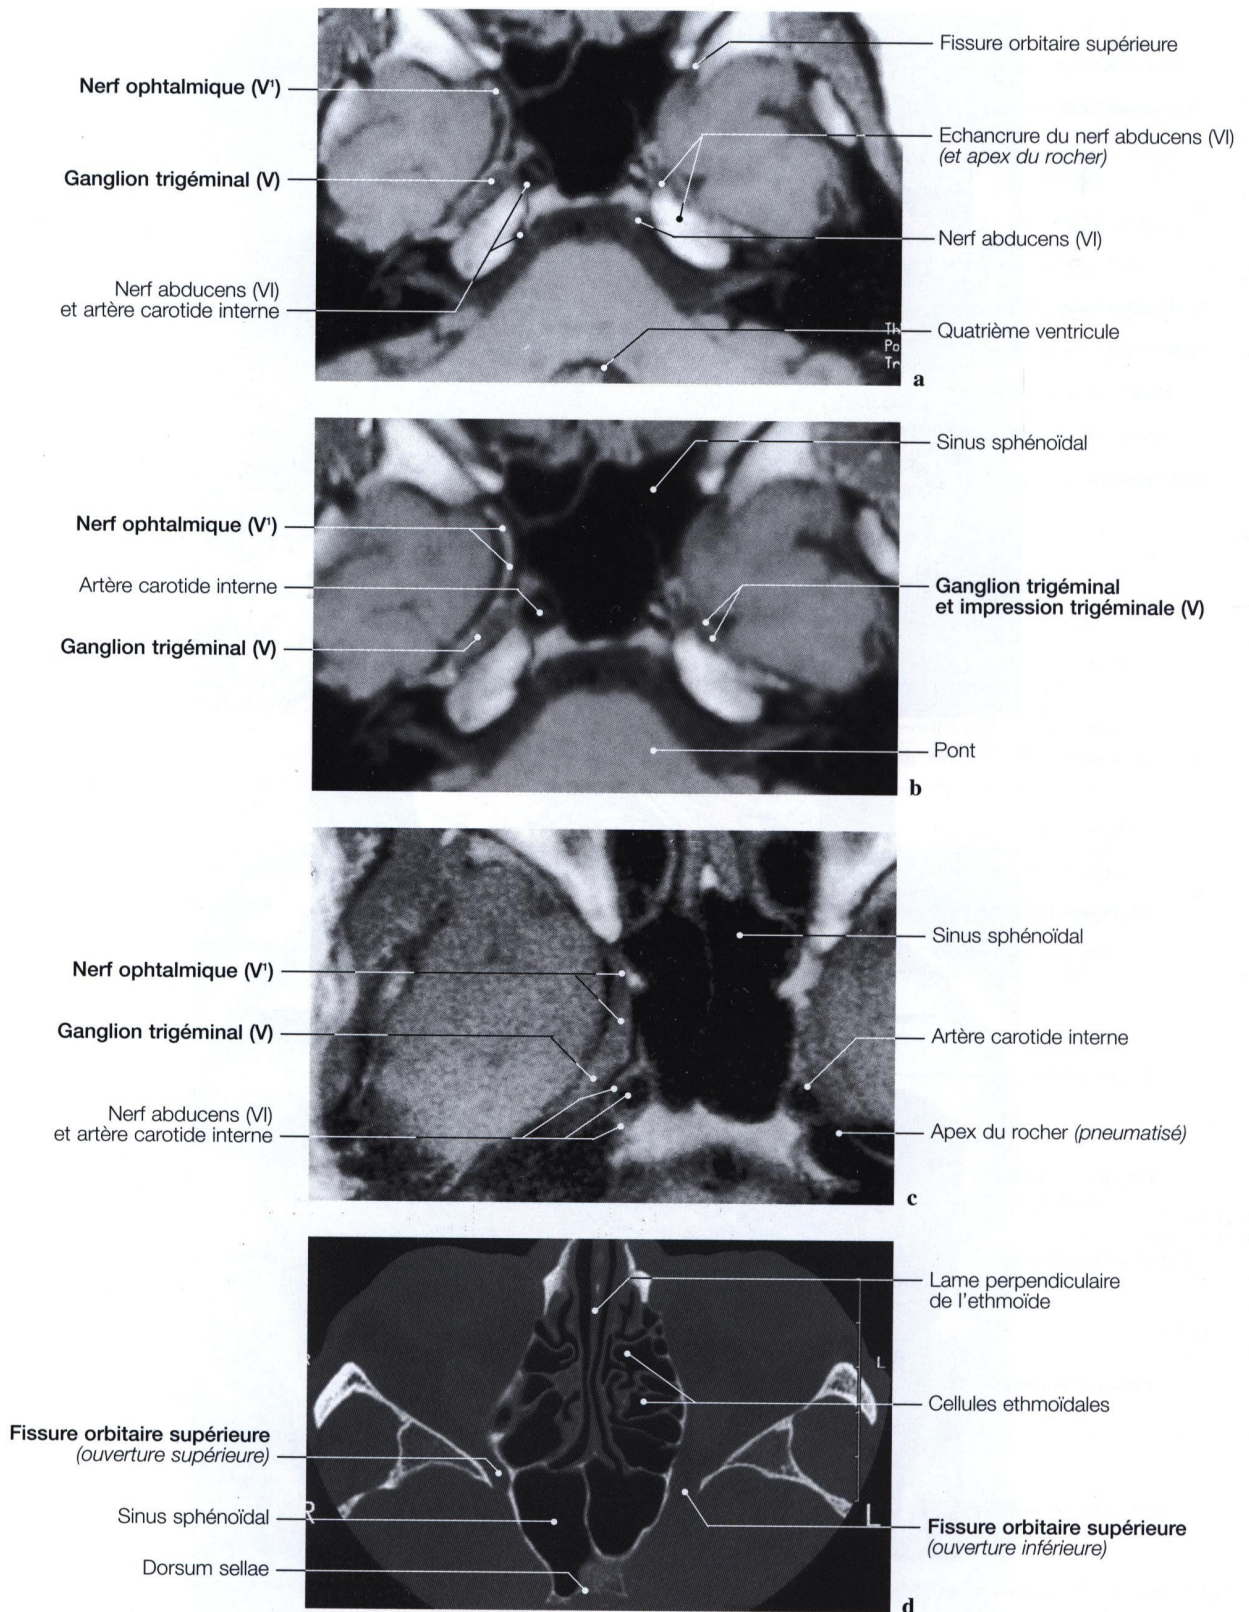 Fissure orbitaire supérieure
Nerf ophtalmique (V¹)
Echancrure du nerf abducens (VI)
(et apex du rocher)
Ganglion trigéminal (V)
Nerf abducens (VI)
Nerf abducens (VI)
et artère carotide interne
Quatrième ventricule
Th
Po
Tr
a
Sinus sphénoïdal
Nerf ophtalmique (V¹)
Artère carotide interne
Ganglion trigéminal
et impression trigéminale (V)
Ganglion trigéminal (V)
Pont
b
Sinus sphénoïdal
Nerf ophtalmique (V¹)
Ganglion trigéminal (V)
Artère carotide interne
Nerf abducens (VI)
et artère carotide interne
Apex du rocher (pneumatisé)
c
Lame perpendiculaire
de l'ethmoïde
R
L
Cellules ethmoïdales
Fissure orbitaire supérieure
(ouverture supérieure)
R
L
Sinus sphénoïdal
Fissure orbitaire supérieure
(ouverture inférieure)
Dorsum sellae
d